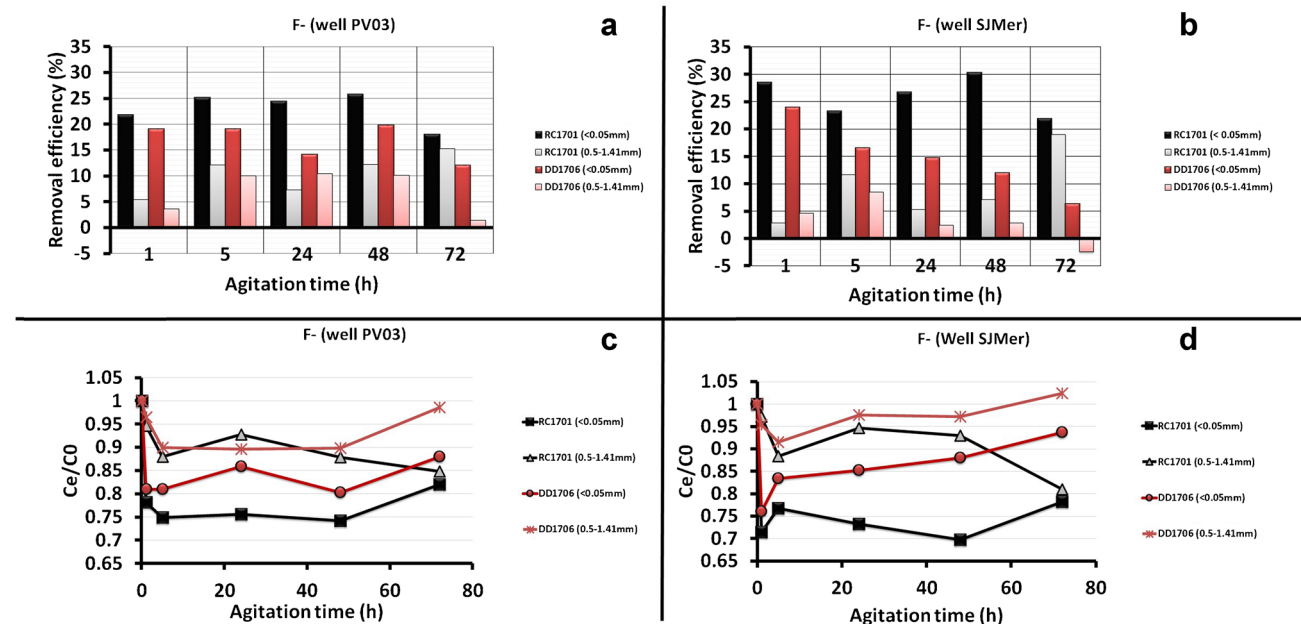 F- (well PV03)
a
Removal efficiency (%)
35
30
25
20
15
10
5
0
-5
1 5 24 48 72
Agitation time (h)
RC1701 (<0.05mm)
RC1701 (0.5-1.41mm)
DD1706 (<0.05mm)
DD1706 (0.5-1.41mm)
F- (well SJMer)
b
Removal efficiency (%)
35
30
25
20
15
10
5
0
-5
1 5 24 48 72
Agitation time (h)
RC1701 (< 0.05mm)
RC1701 (0.5-1.41mm)
DD1706 (<0.05mm)
DD1706 (0.5-1.41mm)
F- (well PV03)
c
Ce/C0
1.05
1
0.95
0.9
0.85
0.8
0.75
0.7
0.65
0 20 40 60 80
Agitation time (h)
RC1701 (<0.05mm)
RC1701 (0.5-1.41mm)
DD1706 (<0.05mm)
DD1706 (0.5-1.41mm)
F- (Well SJMer)
d
Ce/C0
1.05
1
0.95
0.9
0.85
0.8
0.75
0.7
0.65
0 20 40 60 80
Agitation time (h)
RC1701 (<0.05mm)
RC1701 (0.5-1.41mm)
DD1706 (<0.05mm)
DD1706 (0.5-1.41mm)